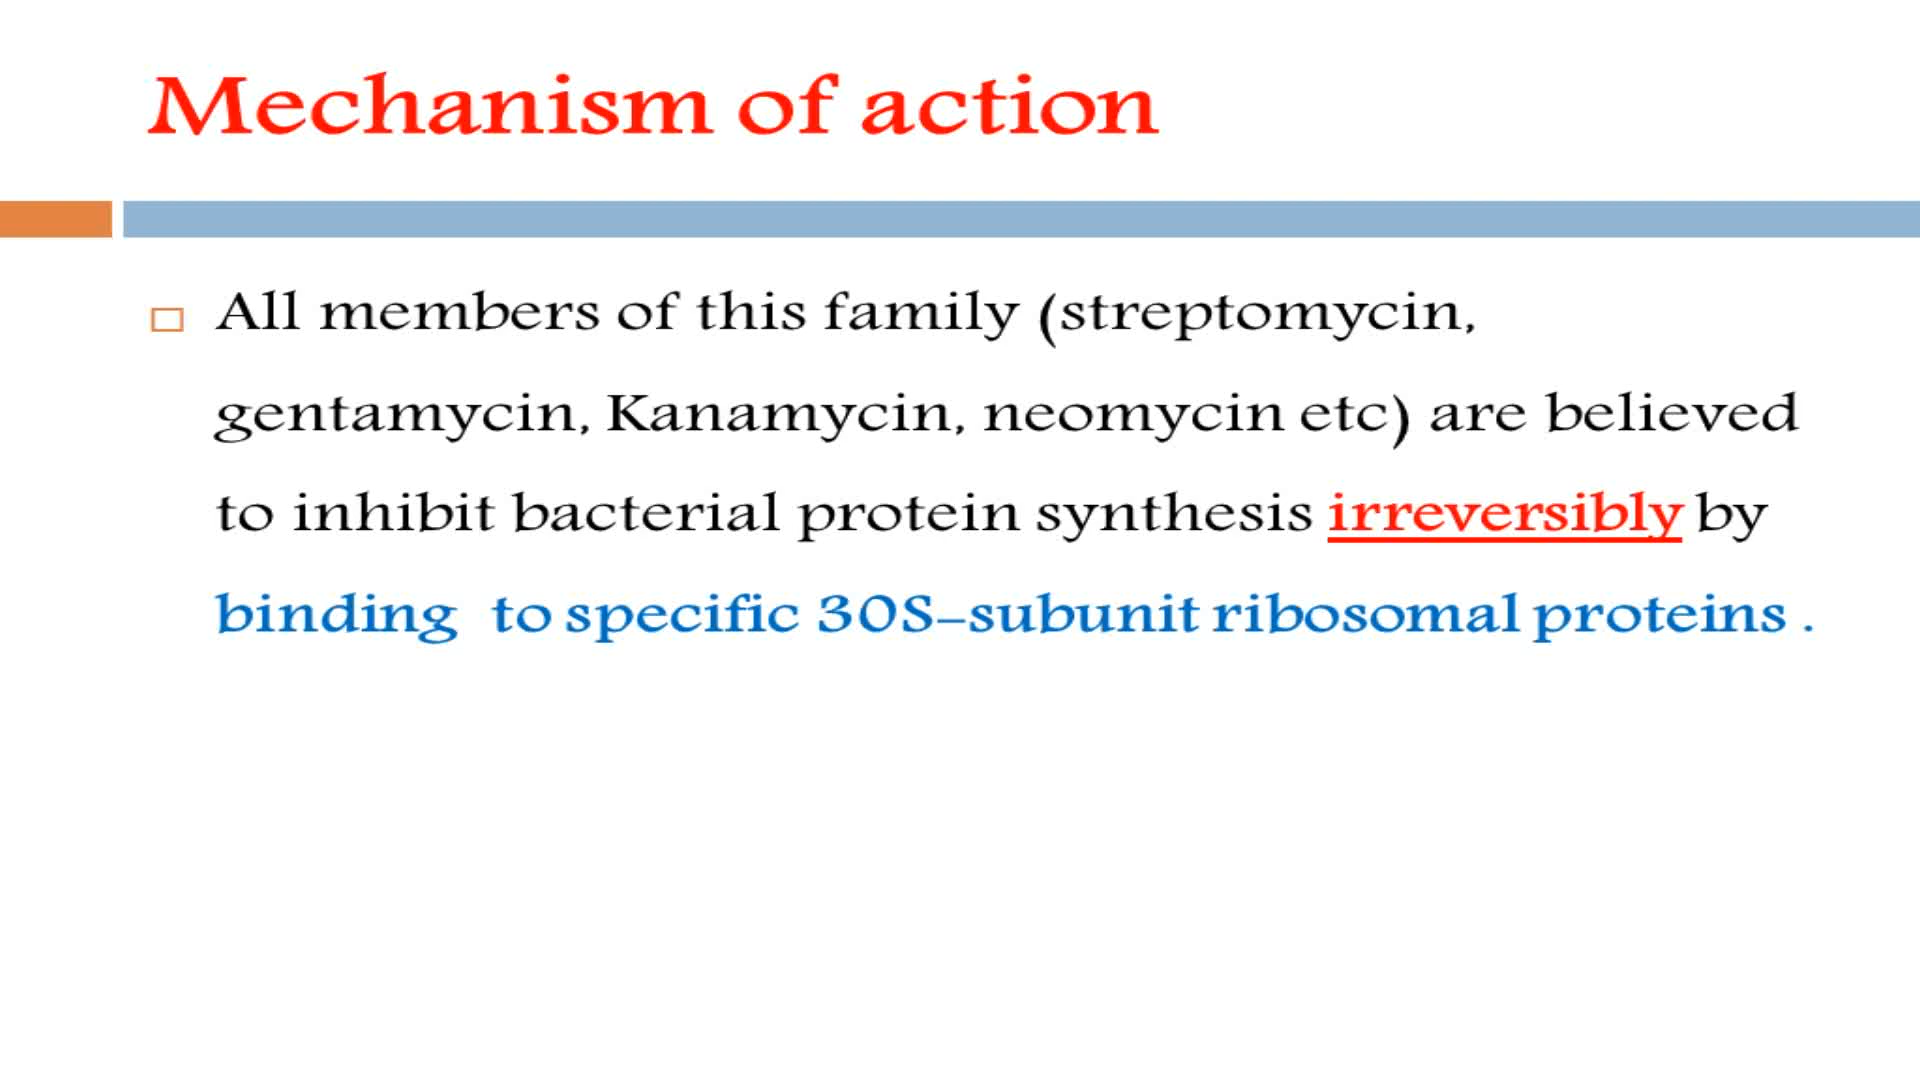 Mechanism of action
All members of this family (streptomycin,
gentamycin, Kanamycin, neomycin etc) are believed
to inhibit bacterial protein synthesis irreversibly by
binding to specific 30S-subunit ribosomal proteins .